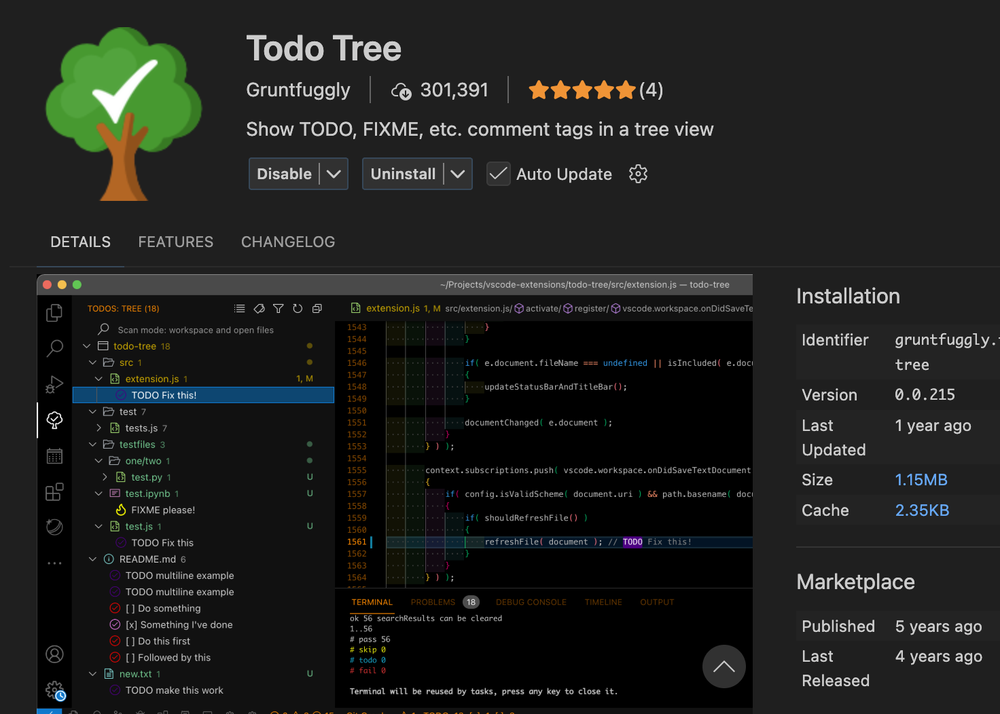 Todo Tree
Gruntfuggly
301,391
(4)
Show TODO, FIXME, etc. comment tags in a tree view
Disable
Uninstall
Auto Update
DETAILS
FEATURES
CHANGELOG
~/Projects/vscode-extensions/todo-tree/src/extension.js — todo-tree
TODOS: TREE (18)
Scan mode: workspace and open files
todo-tree 18
src 1
extension.js 1
1, M
TODO Fix this!
test 7
tests.js 7
testfiles 3
one/two 1
test.py 1
U
test.ipynb 1
U
FIXME please!
test.js 1
U
TODO Fix this
README.md 6
TODO multiline example
TODO multiline example
[ ] Do something
[x] Something I've done
[ ] Do this first
[ ] Followed by this
new.txt 1
U
TODO make this work
extension.js 1, M src/extension.js/ activate/ register/ vscode.workspace.onDidSaveTe
1543 }
1544 }
1545
1546 if( e.document.fileName === undefined || isIncluded( e.docu
1547 {
1548 updateStatusBarAndTitleBar();
1549 }
1550
1551 documentChanged( e.document );
1552 }
1553 } ) );
1554
1555 context.subscriptions.push( vscode.workspace.onDidSaveTextDocument
1556 {
1557 if( config.isValidScheme( document.uri ) && path.basename( docu
1558 {
1559 if( shouldRefreshFile() )
1560 {
1561 refreshFile( document ); // TODO Fix this!
1562 }
1563 }
1564 } ) );
TERMINAL
PROBLEMS 18
DEBUG CONSOLE
TIMELINE
OUTPUT
ok 56 searchResults can be cleared
1..56
# pass 56
# skip 0
# todo 0
# fail 0
Terminal will be reused by tasks, press any key to close it.
Installation
Identifier gruntfuggly.
tree
Version 0.0.215
Last 1 year ago
Updated
Size 1.15MB
Cache 2.35KB
Marketplace
Published 5 years ago
Last 4 years ago
Released